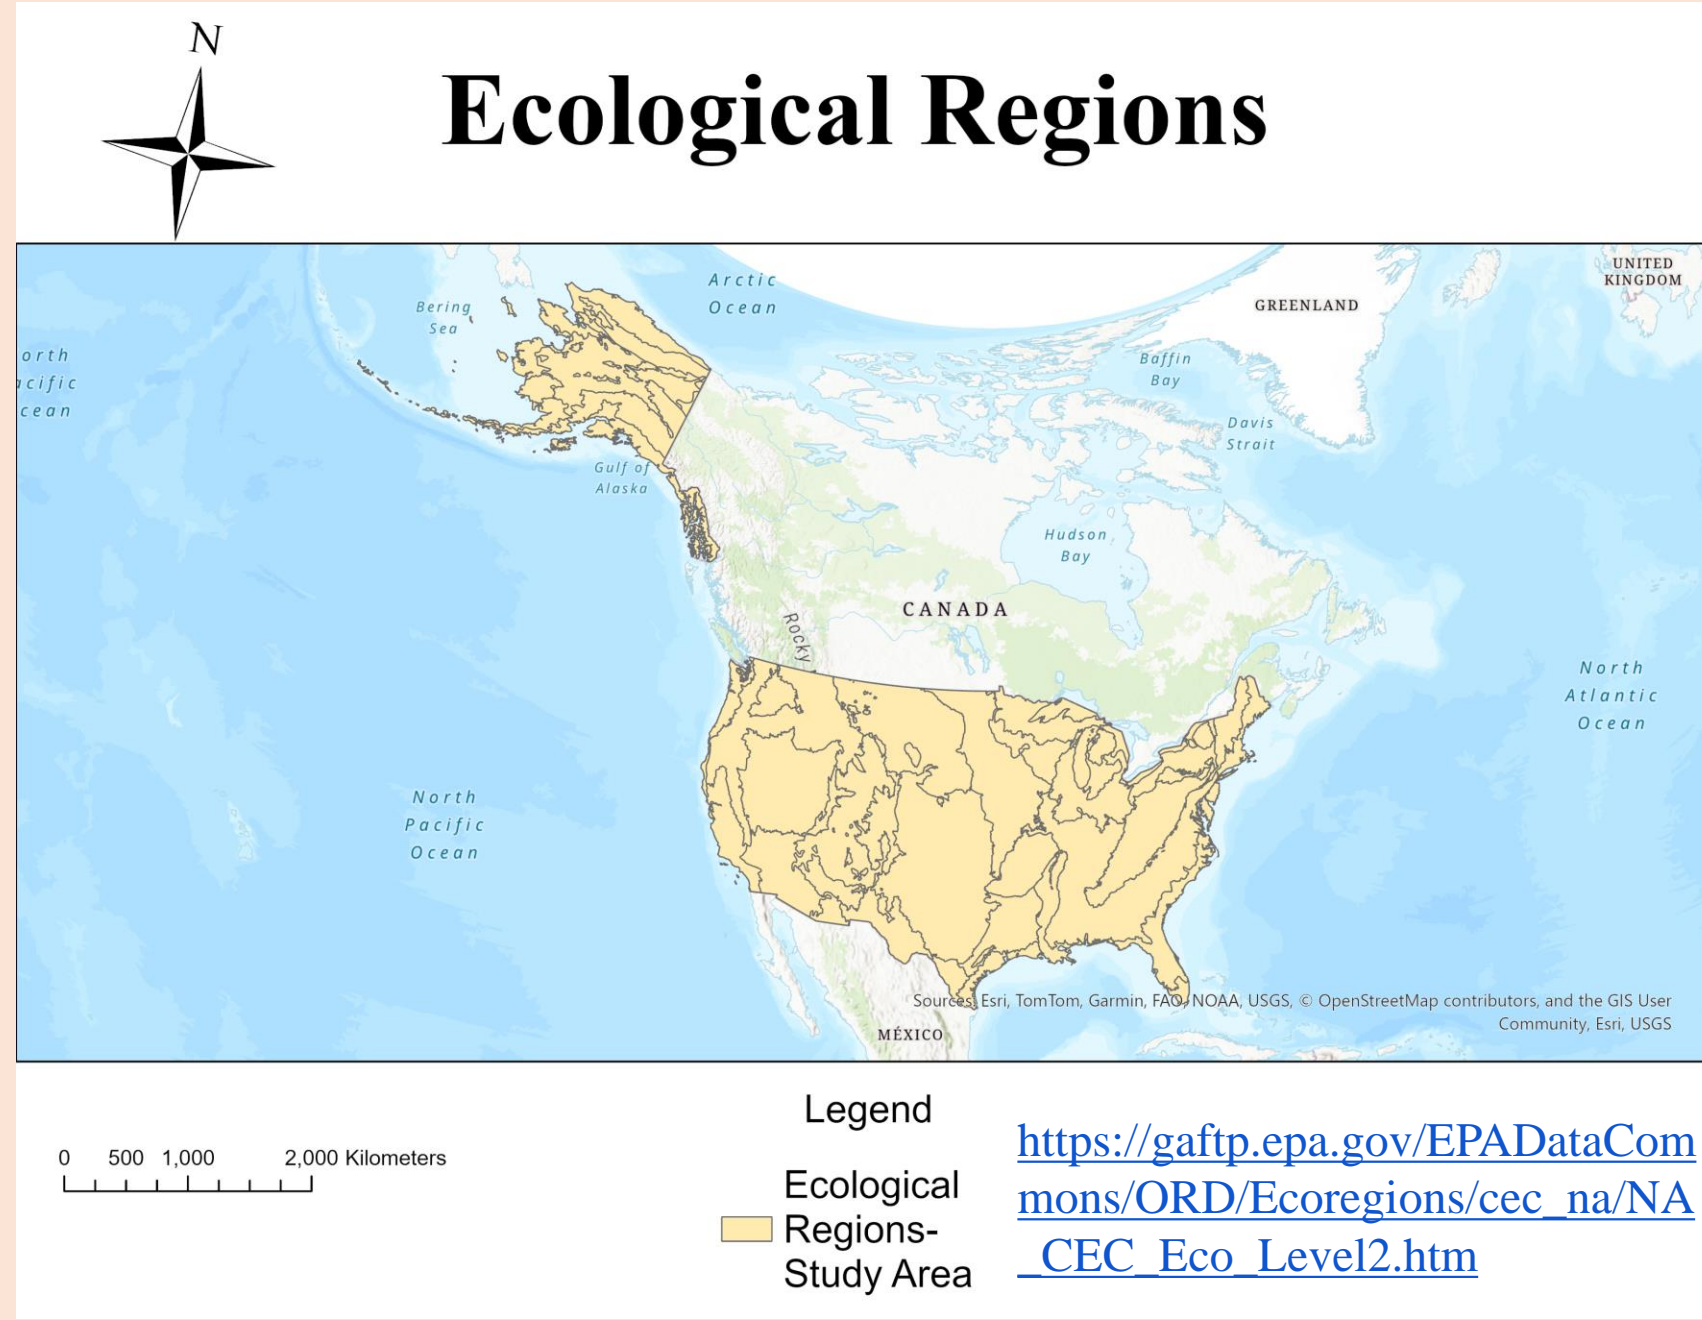 N
Ecological Regions
Arctic
Ocean
Bering
Sea
GREENLAND
UNITED
KINGDOM
orth
acific
cean
Baffin
Bay
Davis
Strait
Gulf of
Alaska
Hudson
Bay
CANADA
Rocky
North
Atlantic
Ocean
North
Pacific
Ocean
Sources: Esri, TomTom, Garmin, FAO, NOAA, USGS, © OpenStreetMap contributors, and the GIS User
Community, Esri, USGS
MÉXICO
Legend
0 500 1,000 2,000 Kilometers
Ecological
Regions-
Study Area
https://gaftp.epa.gov/EPADataCom
mons/ORD/Ecoregions/cec_na/NA
_CEC_Eco_Level2.htm